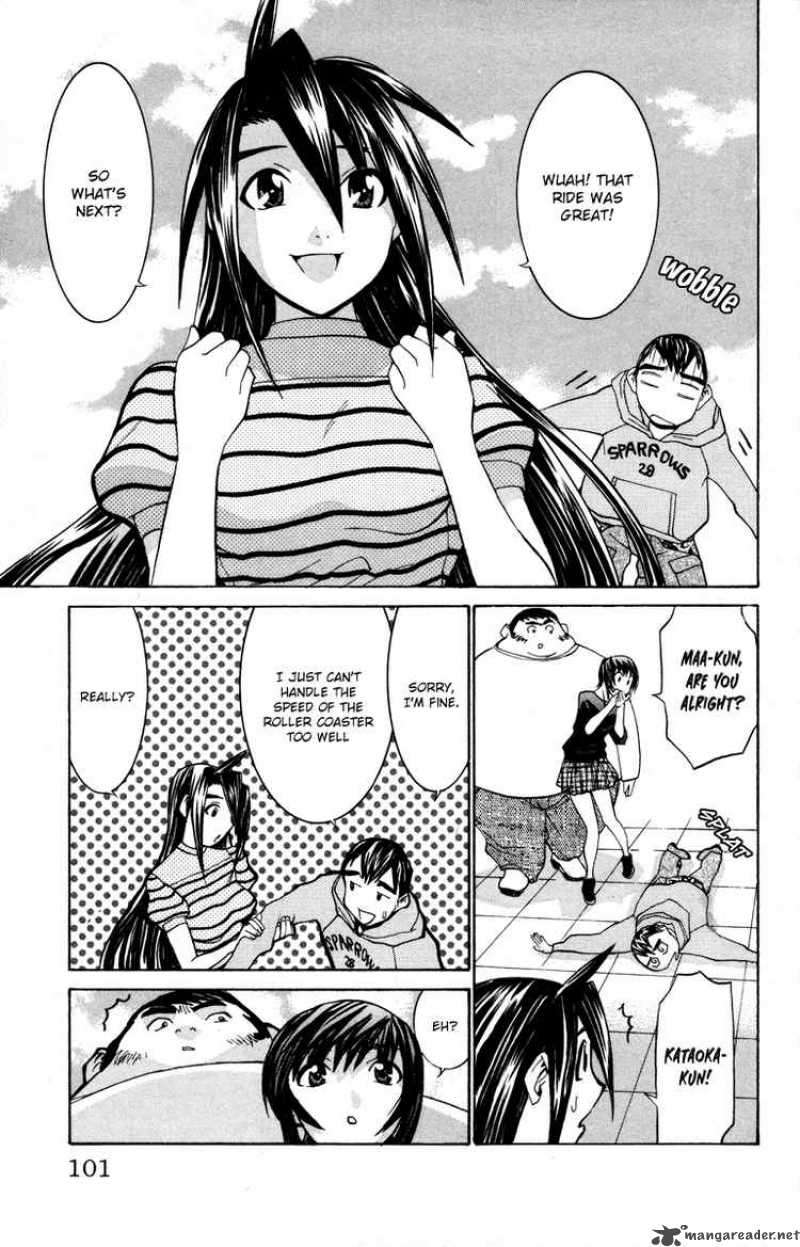 WUAH! THAT
RIDE WAS
GREAT!
SO
WHAT'S
NEXT?
wobble
SPARROWS
28
MAA-KUN,
ARE YOU
ALRIGHT?
SPLAT
KATAOKA-
KUN!
SORRY,
I'M FINE.
I JUST CAN'T
HANDLE THE
SPEED OF THE
ROLLER COASTER
TOO WELL
REALLY?
SPARROWS
28
EH?
101
mangareader.net